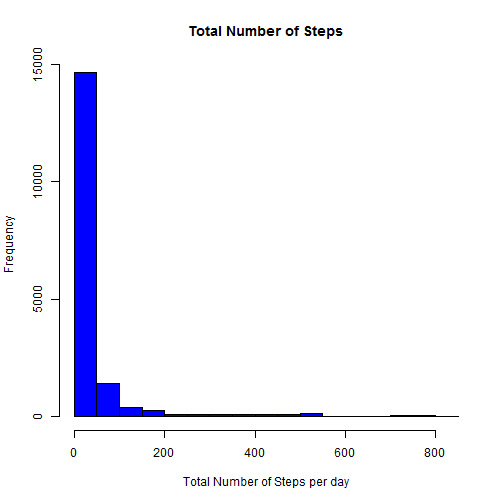 Total Number of Steps
15000
10000
5000
0
Frequency
0 200 400 600 800
Total Number of Steps per day